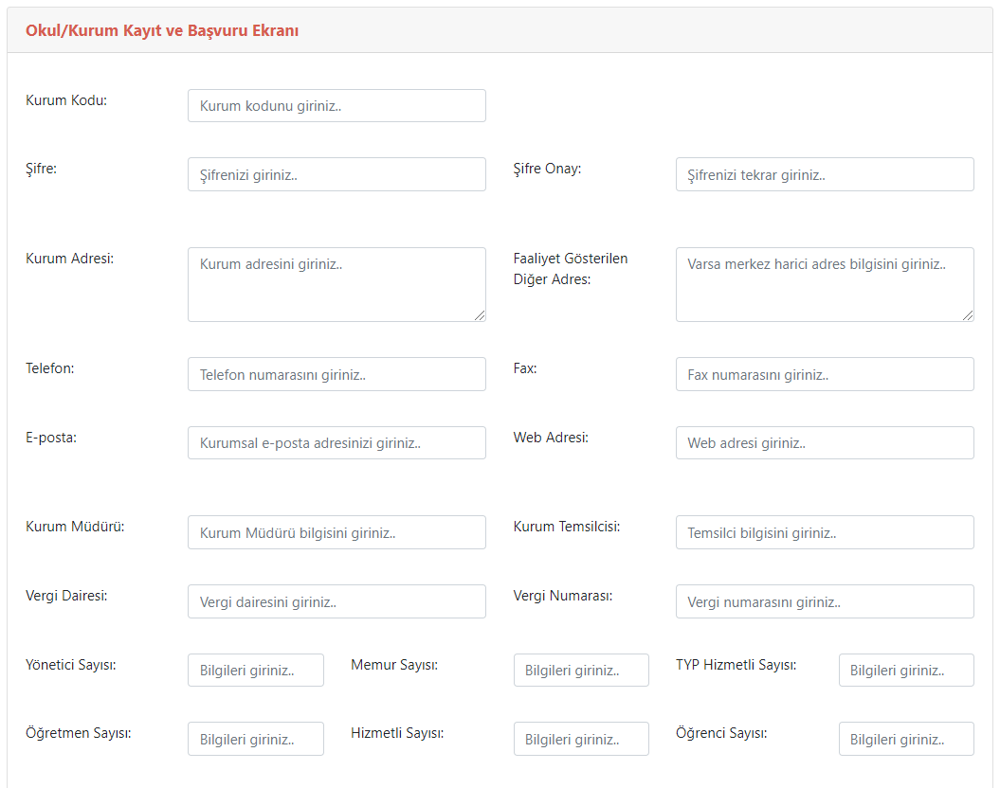 Okul/Kurum Kayıt ve Başvuru Ekranı
Kurum Kodu:
Kurum kodunu giriniz..
Şifre:
Şifrenizi giriniz..
Şifre Onay:
Şifrenizi tekrar giriniz..
Kurum Adresi:
Kurum adresini giriniz..
Faaliyet Gösterilen
Diğer Adres:
Varsa merkez harici adres bilgisini giriniz..
Telefon:
Telefon numarasını giriniz..
Fax:
Fax numarasını giriniz..
E-posta:
Kurumsal e-posta adresinizi giriniz..
Web Adresi:
Web adresi giriniz..
Kurum Müdürü:
Kurum Müdürü bilgisini giriniz..
Kurum Temsilcisi:
Temsilci bilgisini giriniz..
Vergi Dairesi:
Vergi dairesini giriniz..
Vergi Numarası:
Vergi numarasını giriniz..
Yönetici Sayısı:
Bilgileri giriniz..
Memur Sayısı:
Bilgileri giriniz..
TYP Hizmetli Sayısı:
Bilgileri giriniz..
Öğretmen Sayısı:
Bilgileri giriniz..
Hizmetli Sayısı:
Bilgileri giriniz..
Öğrenci Sayısı:
Bilgileri giriniz..